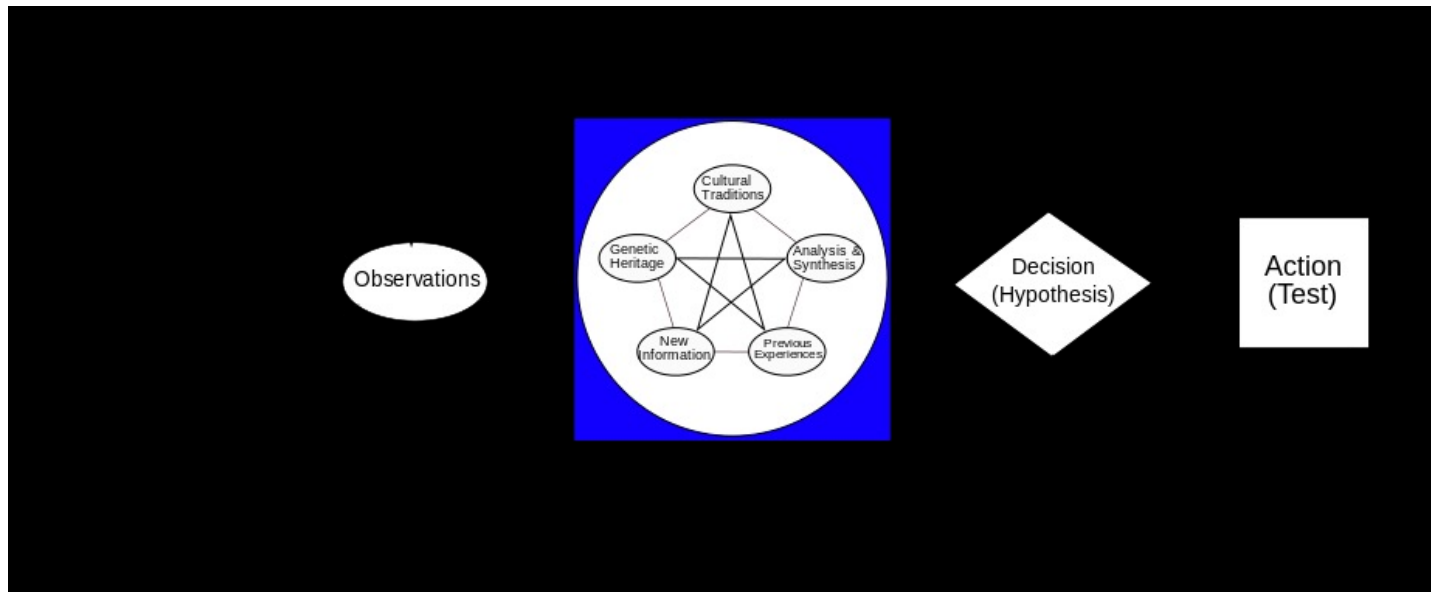 Observations
Cultural
Traditions
Genetic
Heritage
Analysis &
Synthesis
New
Information
Previous
Experiences
Decision
(Hypothesis)
Action
(Test)